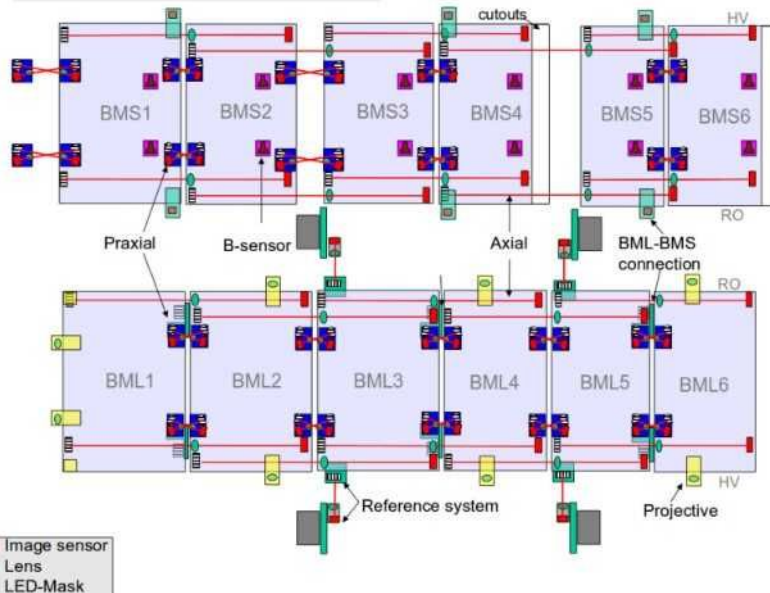 cutouts
HV
BMS1
BMS2
BMS3
BMS4
BMS5
BMS6
RO
Praxial
B-sensor
Axial
BML-BMS
connection
RO
BML1
BML2
BML3
BML4
BML5
BML6
HV
Reference system
Projective
Image sensor
Lens
LED-Mask